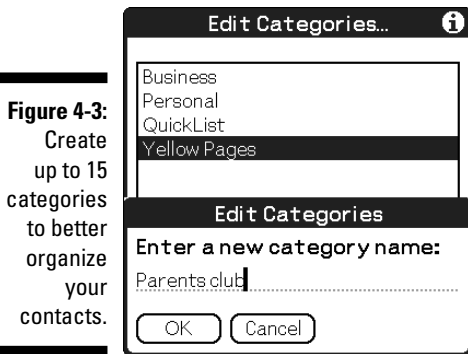 Figure 4-3:
Create
up to 15
categories
to better
organize
your
contacts.
Edit Categories...
i
Business
Personal
QuickList
Yellow Pages
Edit Categories
Enter a new category name:
Parents club
OK Cancel